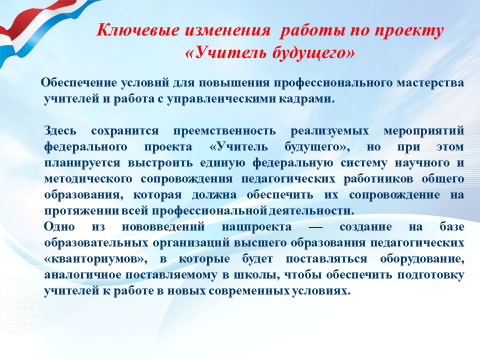 Ключевые изменения работы по проекту
«Учитель будущего»
Обеспечение условий для повышения профессионального мастерства
учителей и работа с управленческими кадрами.
Здесь сохранится преемственность реализуемых мероприятий
федерального проекта «Учитель будущего», но при этом
планируется выстроить единую федеральную систему научного и
методического сопровождения педагогических работников общего
образования, которая должна обеспечить их сопровождение на
протяжении всей профессиональной деятельности.
Одно из нововведений нацпроекта — создание на базе
образовательных организаций высшего образования педагогических
«кванториумов», в которые будет поставляться оборудование,
аналогичное поставляемому в школы, чтобы обеспечить подготовку
учителей к работе в новых современных условиях.